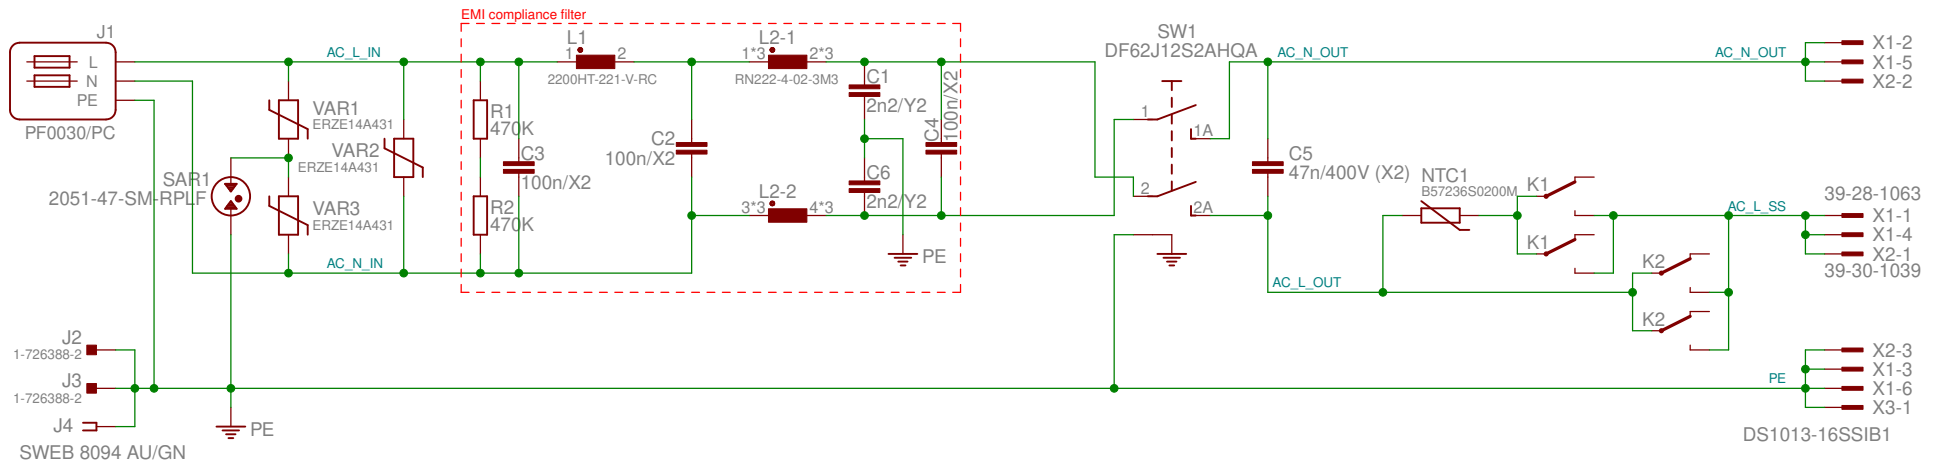 EMI compliance filter
J1
L
N
PE
PF0030/PC
AC_L_IN
VAR1
ERZE14A431
VAR2
ERZE14A431
SAR1
2051-47-SM-RPLF
VAR3
ERZE14A431
AC_N_IN
R1
470K
R2
470K
C3
100n/X2
L1
1 2
2200HT-221-V-RC
C2
100n/X2
L2-1
1*3 2*3
RN222-4-02-3M3
L2-2
3*3 4*3
C1
2n2/Y2
C6
2n2/Y2
C4
100n/X2
PE
SW1
DF62J12S2AHQA
1
1A
2
2A
AC_N_OUT
C5
47n/400V (X2)
AC_L_OUT
NTC1
B57236S0200M
K1
K1
K2
K2
AC_N_OUT
X1-2
X1-5
X2-2
39-28-1063
AC_L_SS
X1-1
X1-4
X2-1
39-30-1039
J2
1-726388-2
J3
1-726388-2
J4
SWEB 8094 AU/GN
PE
PE
X2-3
X1-3
X1-6
X3-1
DS1013-16SSIB1